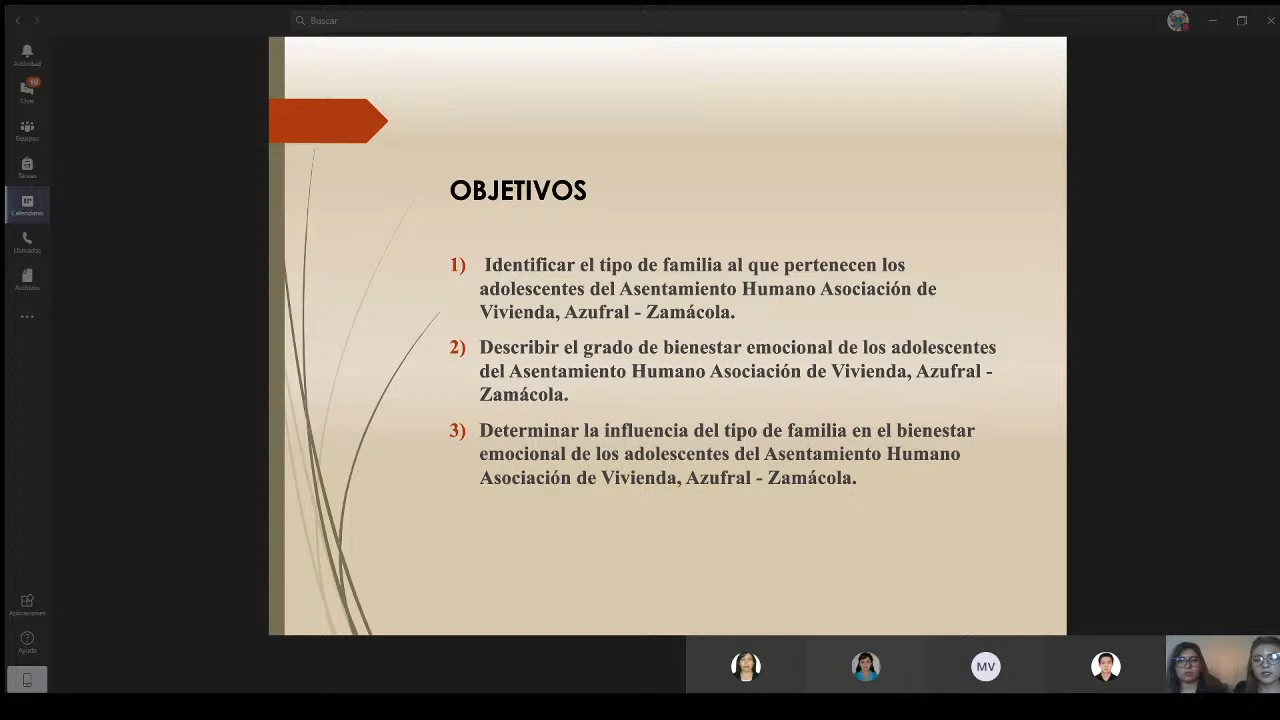 Buscar
Actividad
10
Chat
Equipos
Tareas
Calendario
Llamadas
Archivos
OBJETIVOS
1) Identificar el tipo de familia al que pertenecen los
adolescentes del Asentamiento Humano Asociación de
Vivienda, Azufral - Zamácola.
2) Describir el grado de bienestar emocional de los adolescentes
del Asentamiento Humano Asociación de Vivienda, Azufral -
Zamácola.
3) Determinar la influencia del tipo de familia en el bienestar
emocional de los adolescentes del Asentamiento Humano
Asociación de Vivienda, Azufral - Zamácola.
Aplicaciones
Ayuda
MV